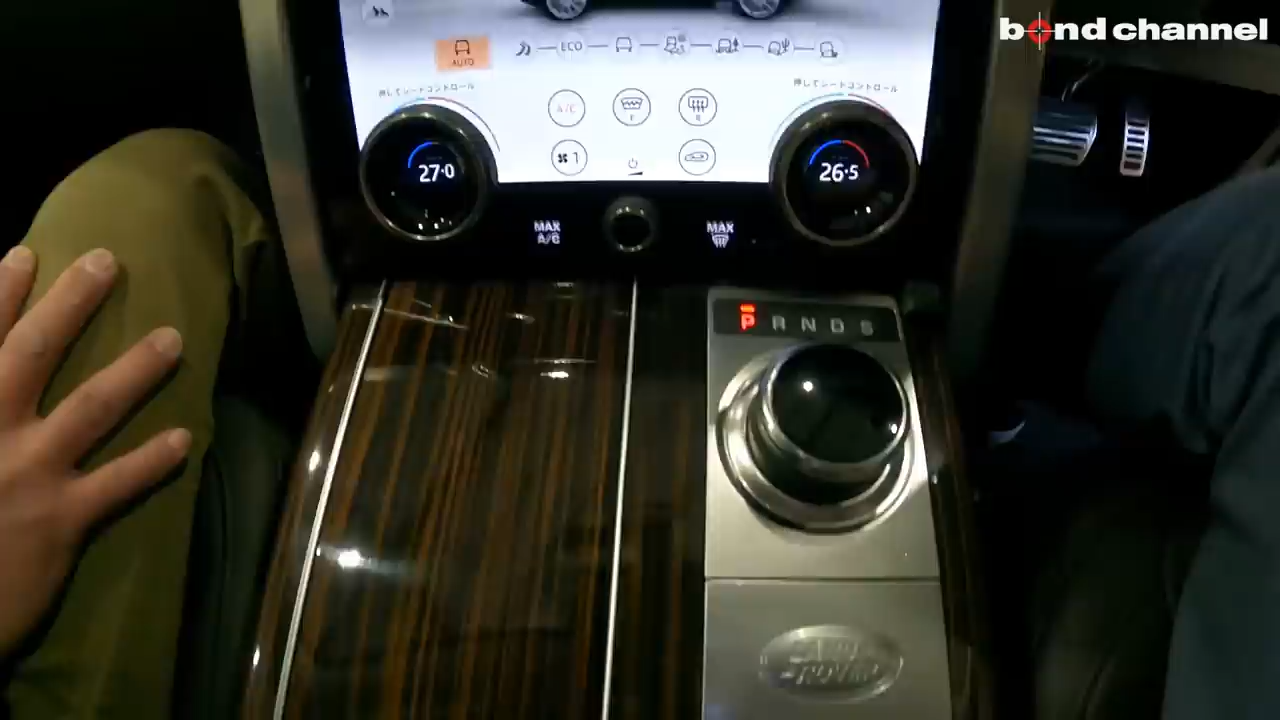 bond channel
ECO
AUTO
押してシートコントロール
押してシートコントロール
A/C
F
R
1
27.0
26.5
MAX
A/C
MAX
P R N D S
LAND
ROVER